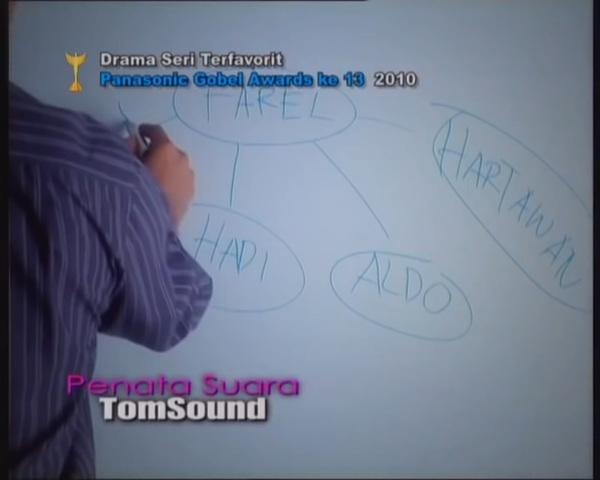 Drama Seri Terfavorit
Panasonic Gobel Awards ke 13 2010
FAREL
HARTAWAN
HADI
ALDO
Penata Suara
TomSound